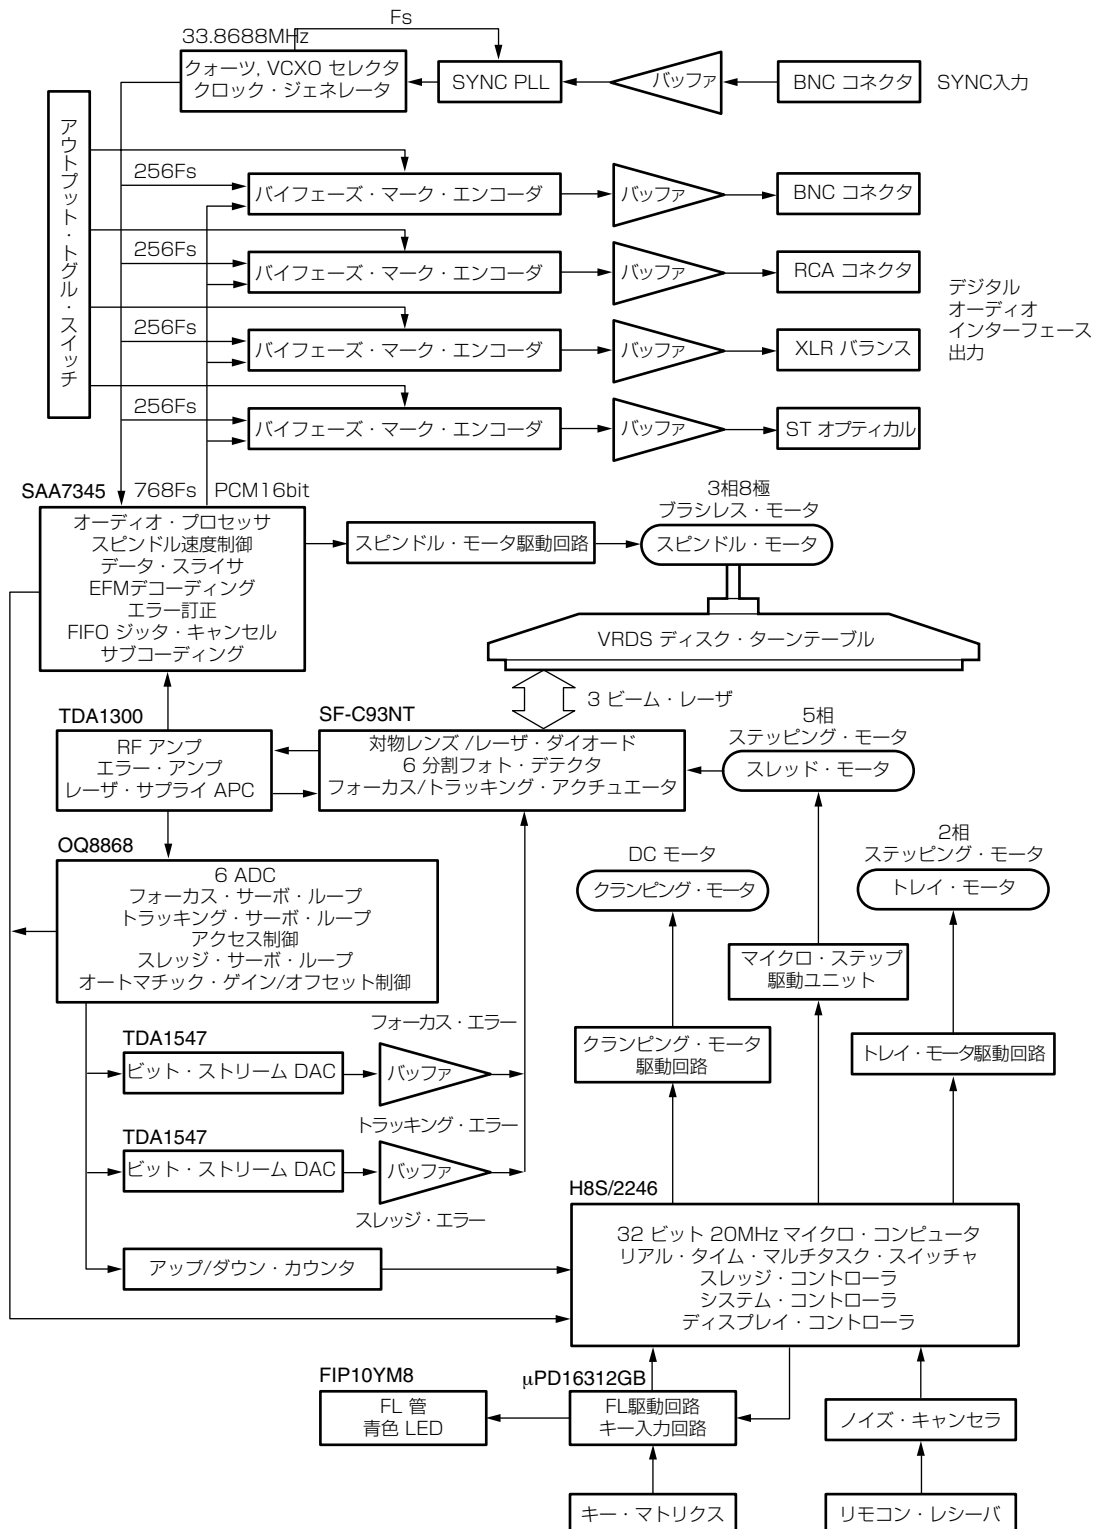 Fs
33.8688MHz
クォーツ, VCXO セレクタ
クロック・ジェネレータ
SYNC PLL
バッファ
BNC コネクタ
SYNC入力
アウトプット・トグル・スイッチ
256Fs
バイフェーズ・マーク・エンコーダ
バッファ
BNC コネクタ
256Fs
バイフェーズ・マーク・エンコーダ
バッファ
RCA コネクタ
デジタル
オーディオ
インターフェース
出力
256Fs
バイフェーズ・マーク・エンコーダ
バッファ
XLR バランス
256Fs
バイフェーズ・マーク・エンコーダ
バッファ
ST オプティカル
SAA7345
768Fs
PCM16bit
オーディオ・プロセッサ
スピンドル速度制御
データ・スライサ
EFMデコーディング
エラー訂正
FIFO ジッタ・キャンセル
サブコーディング
スピンドル・モータ駆動回路
3相8極
ブラシレス・モータ
スピンドル・モータ
VRDS ディスク・ターンテーブル
3 ビーム・レーザ
TDA1300
RF アンプ
エラー・アンプ
レーザ・サプライ APC
SF-C93NT
対物レンズ /レーザ・ダイオード
6 分割フォト・デテクタ
フォーカス/トラッキング・アクチュエータ
5相
ステッピング・モータ
スレッド・モータ
OQ8868
6 ADC
フォーカス・サーボ・ループ
トラッキング・サーボ・ループ
アクセス制御
スレッジ・サーボ・ループ
オートマチック・ゲイン/オフセット制御
DC モータ
クランピング・モータ
2相
ステッピング・モータ
トレイ・モータ
マイクロ・ステップ
駆動ユニット
クランピング・モータ
駆動回路
トレイ・モータ駆動回路
フォーカス・エラー
TDA1547
ビット・ストリーム DAC
バッファ
トラッキング・エラー
TDA1547
ビット・ストリーム DAC
バッファ
スレッジ・エラー
アップ/ダウン・カウンタ
H8S/2246
32 ビット 20MHz マイクロ・コンピュータ
リアル・タイム・マルチタスク・スイッチャ
スレッジ・コントローラ
システム・コントローラ
ディスプレイ・コントローラ
FIP10YM8
FL 管
青色 LED
μPD16312GB
FL駆動回路
キー入力回路
ノイズ・キャンセラ
キー・マトリクス
リモコン・レシーバ